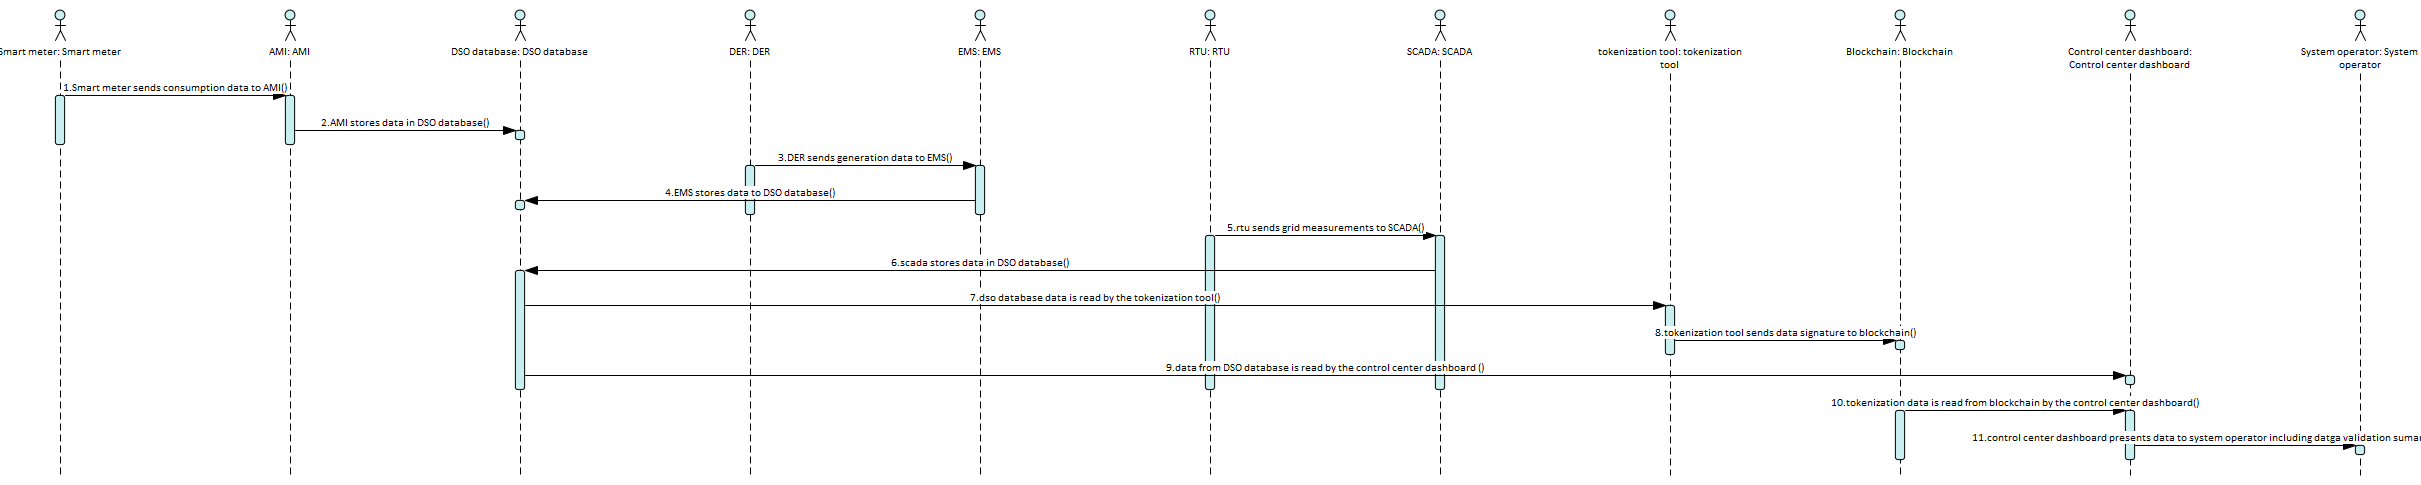 Smart meter: Smart meter
AMI: AMI
DSO database: DSO database
DER: DER
EMS: EMS
RTU: RTU
SCADA: SCADA
tokenization tool: tokenization
tool
Blockchain: Blockchain
Control center dashboard:
Control center dashboard
System operator: System
operator
1.Smart meter sends consumption data to AMI()
2.AMI stores data in DSO database()
3.DER sends generation data to EMS()
4.EMS stores data to DSO database()
5.rtu sends grid measurements to SCADA()
6.scada stores data in DSO database()
7.dso database data is read by the tokenization tool()
8.tokenization tool sends data signature to blockchain()
9.data from DSO database is read by the control center dashboard ()
10.tokenization data is read from blockchain by the control center dashboard()
11.control center dashboard presents data to system operator including datga validation